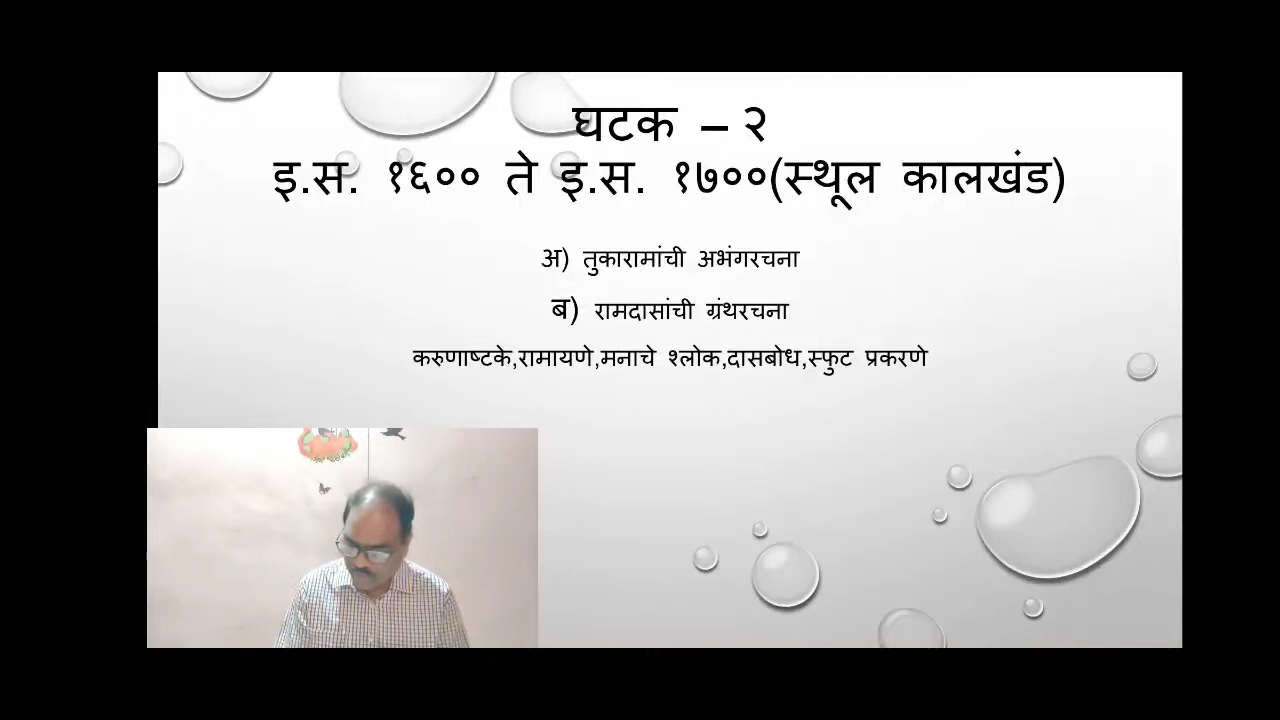 घटक – २
इ.स. १६०० ते इ.स. १७००(स्थूल कालखंड)
अ) तुकारामांची अभंगरचना
ब) रामदासांची ग्रंथरचना
करुणाष्टके,रामायणे,मनाचे श्लोक,दासबोध,स्फुट प्रकरणे